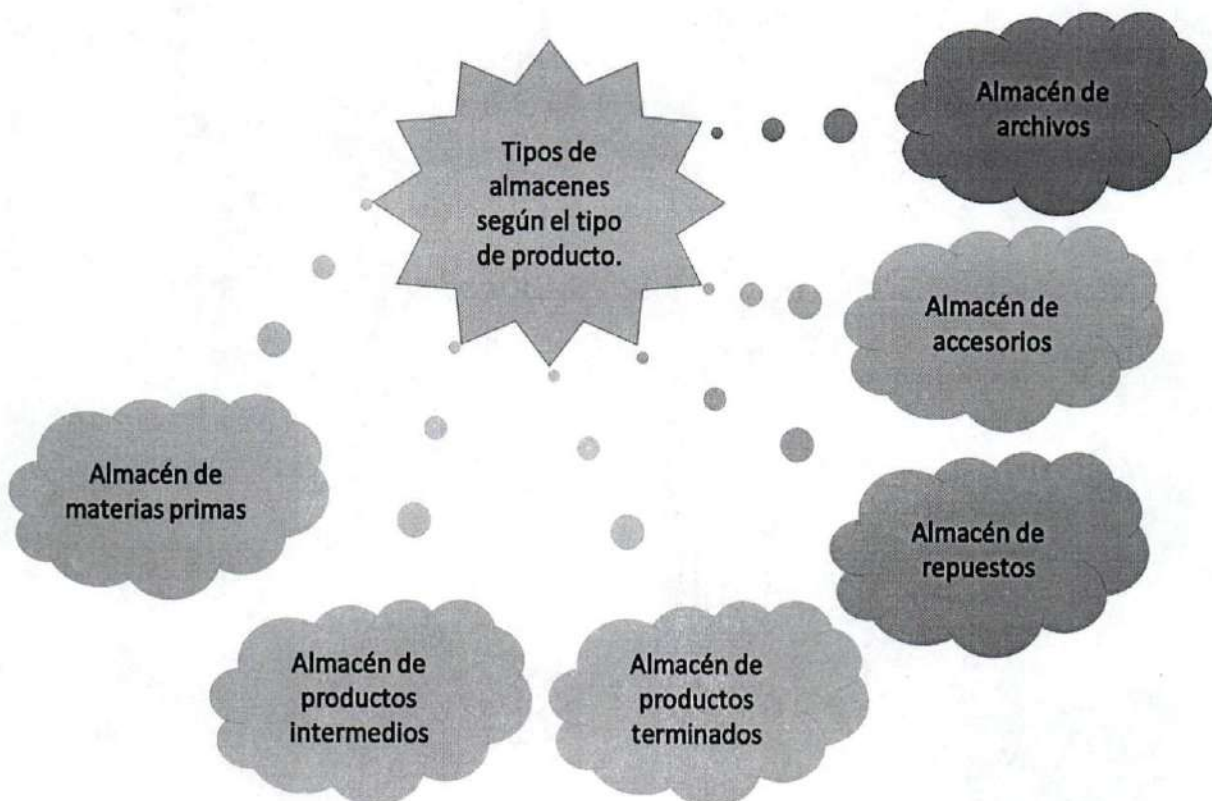 Tipos de
almacenes
según el tipo
de producto.
Almacén de
archivos
Almacén de
accesorios
Almacén de
repuestos
Almacén de
productos
terminados
Almacén de
productos
intermedios
Almacén de
materias primas